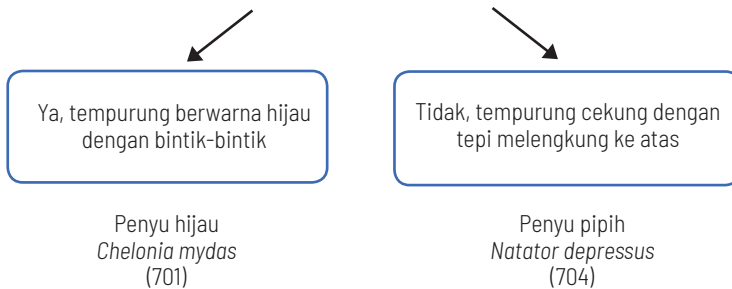 Ya, tempurung berwarna hijau
dengan bintik-bintik
Tidak, tempurung cekung dengan
tepi melengkung ke atas
Penyu hijau
Chelonia mydas
(701)
Penyu pipih
Natator depressus
(704)